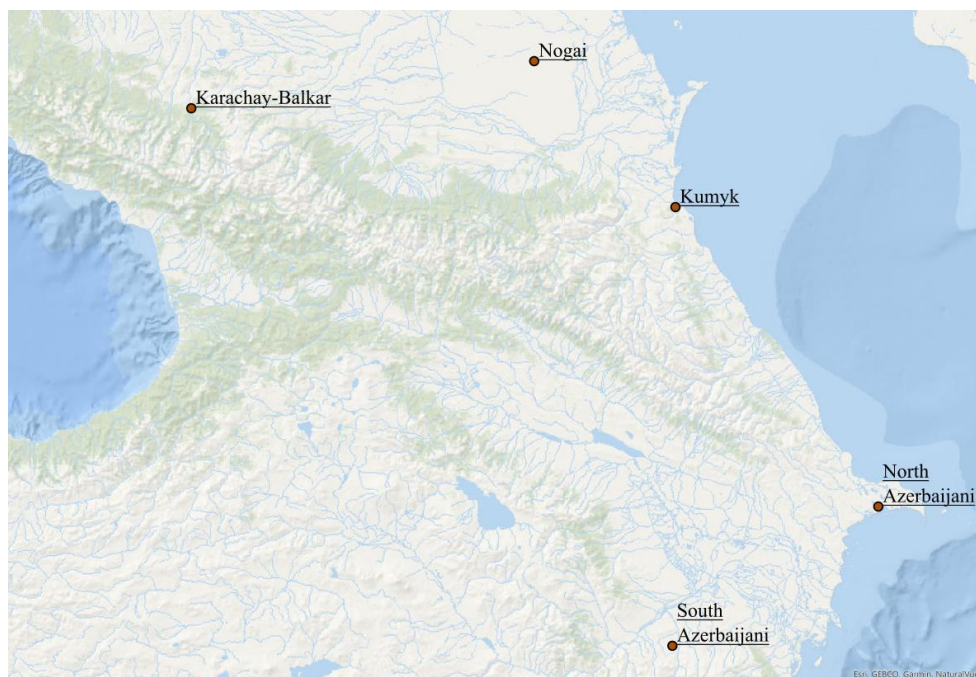 Nogai
Karachay-Balkar
Kumyk
North
Azerbaijani
South
Azerbaijani
Esri, GEBCO, Garmin, NaturalVue